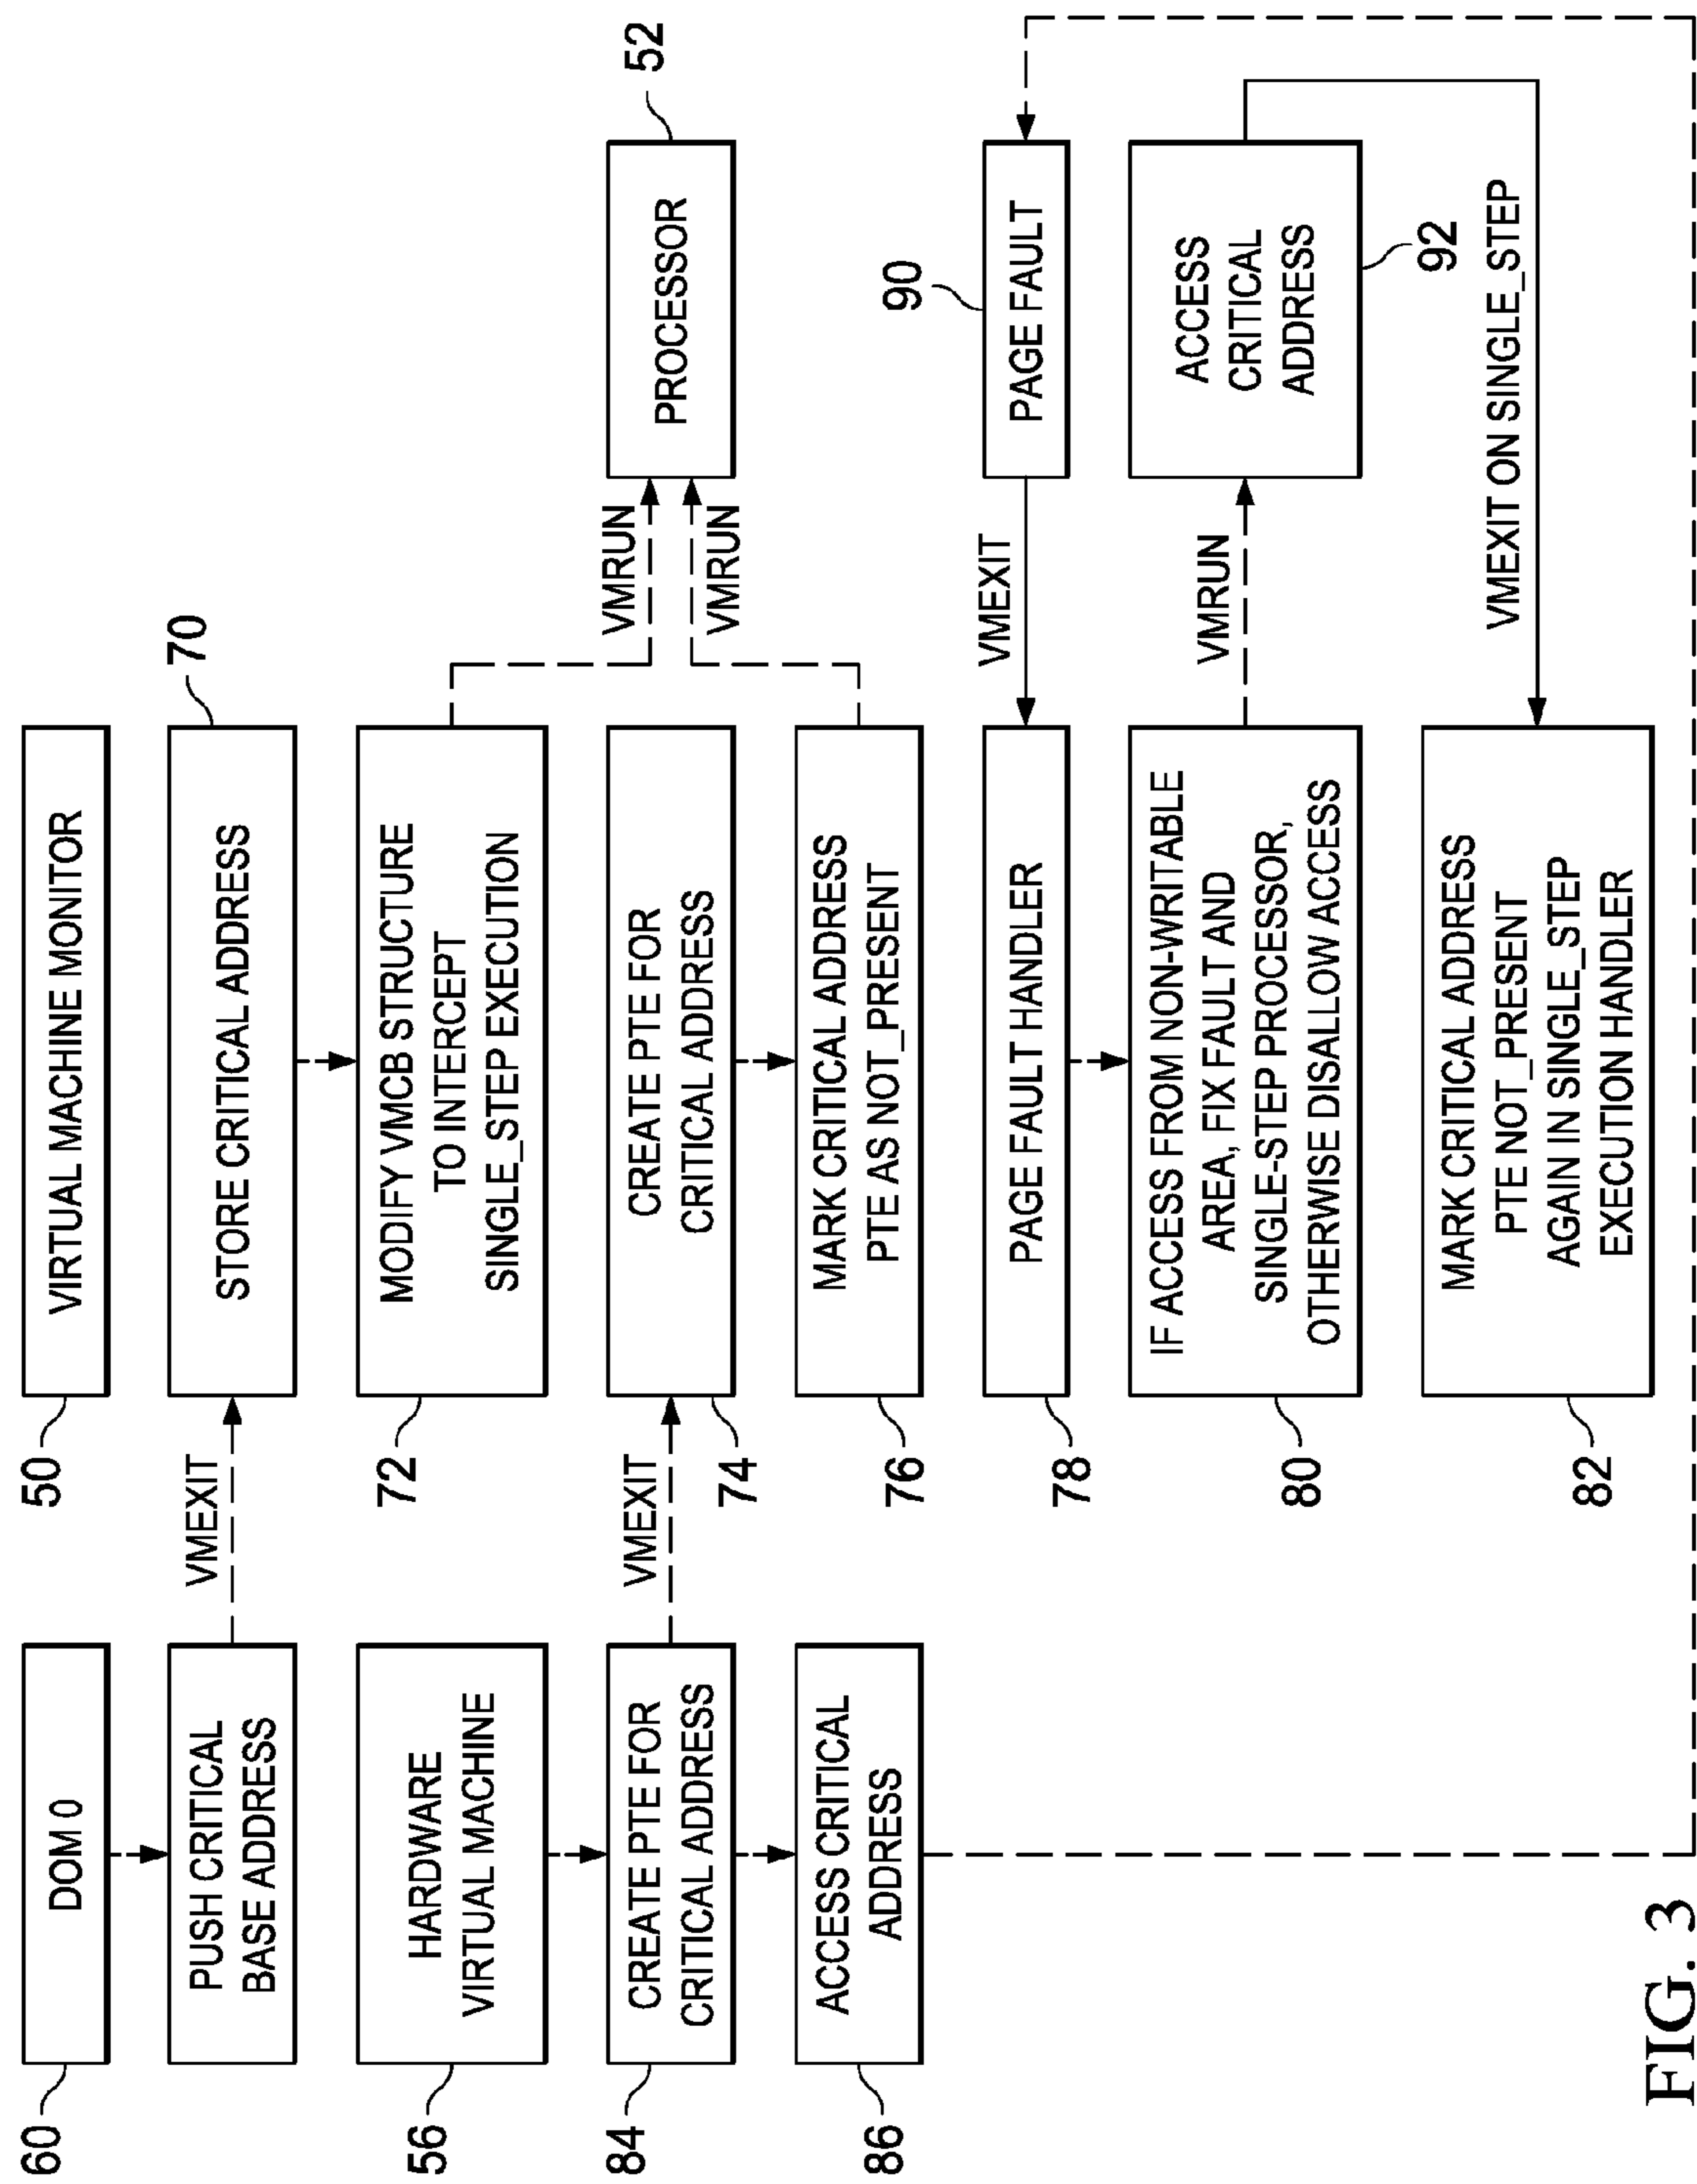 60
DOM 0
PUSH CRITICAL
BASE ADDRESS
VMEXIT
56
HARDWARE
VIRTUAL MACHINE
84
CREATE PTE FOR
CRITICAL ADDRESS
VMEXIT
86
ACCESS CRITICAL
ADDRESS
50
VIRTUAL MACHINE MONITOR
70
STORE CRITICAL ADDRESS
72
MODIFY VMCB STRUCTURE
TO INTERCEPT
SINGLE_STEP EXECUTION
74
CREATE PTE FOR
CRITICAL ADDRESS
76
MARK CRITICAL ADDRESS
PTE AS NOT_PRESENT
VMRUN
VMRUN
52
PROCESSOR
78
PAGE FAULT HANDLER
VMEXIT
90
PAGE FAULT
80
IF ACCESS FROM NON-WRITABLE
AREA, FIX FAULT AND
SINGLE-STEP PROCESSOR,
OTHERWISE DISALLOW ACCESS
VMRUN
ACCESS
CRITICAL
ADDRESS
92
VMEXIT ON SINGLE_STEP
82
MARK CRITICAL ADDRESS
PTE NOT_PRESENT
AGAIN IN SINGLE_STEP
EXECUTION HANDLER
FIG. 3